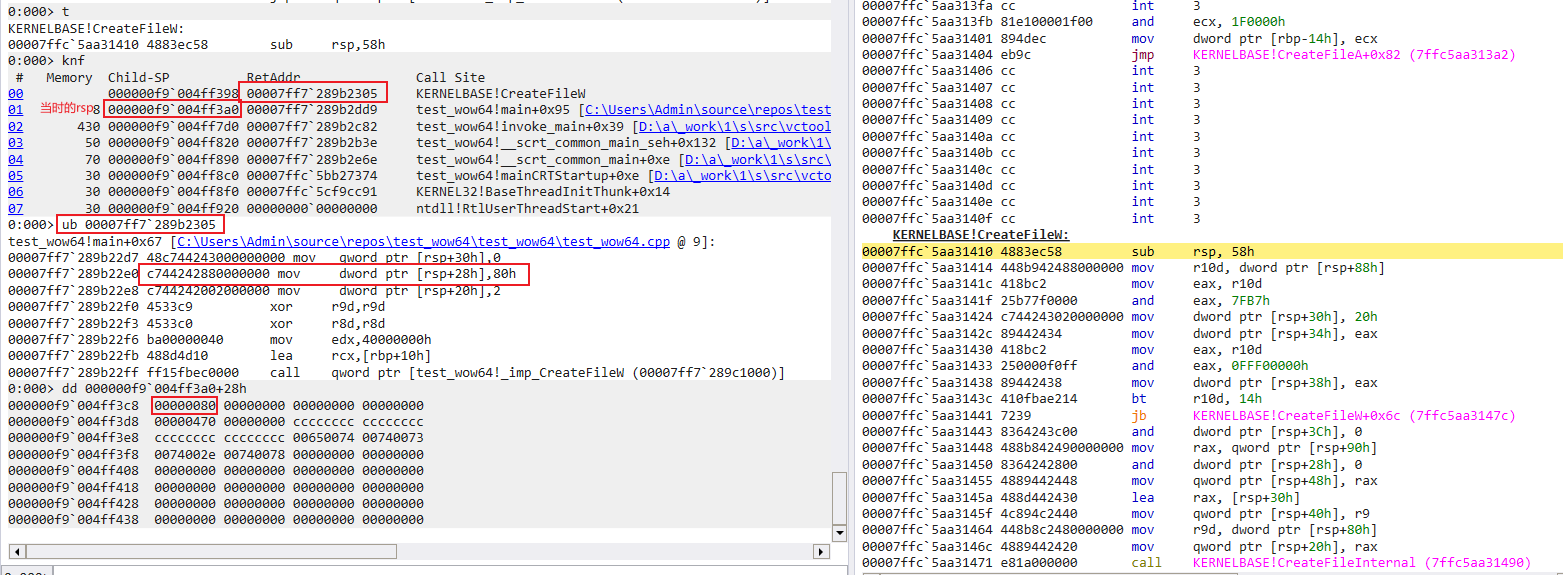 0:000> t
KERNELBASE!CreateFileW:
00007ffc`5aa31410 4883ec58 sub rsp,58h
0:000> knf
# Memory Child-SP RetAddr Call Site
00 000000f9`004ff398 00007ff7`289b2305 KERNELBASE!CreateFileW
01 当时的rsp 8 000000f9`004ff3a0 00007ff7`289b2dd9 test_wow64!main+0x95 [C:\Users\Admin\source\repos\test
02 430 000000f9`004ff7d0 00007ff7`289b2c82 test_wow64!invoke_main+0x39 [D:\a\_work\1\s\src\vctool
03 50 000000f9`004ff820 00007ff7`289b2b3e test_wow64!__scrt_common_main_seh+0x132 [D:\a\_work\1\
04 70 000000f9`004ff890 00007ff7`289b2e6e test_wow64!__scrt_common_main+0xe [D:\a\_work\1\s\src\
05 30 000000f9`004ff8c0 00007ffc`5bb27374 test_wow64!mainCRTStartup+0xe [D:\a\_work\1\s\src\vcto
06 30 000000f9`004ff8f0 00007ffc`5cf9cc91 KERNEL32!BaseThreadInitThunk+0x14
07 30 000000f9`004ff920 00000000`00000000 ntdll!RtlUserThreadStart+0x21
0:000> ub 00007ff7`289b2305
test_wow64!main+0x67 [C:\Users\Admin\source\repos\test_wow64\test_wow64\test_wow64.cpp @ 9]:
00007ff7`289b22d7 48c744243000000000 mov qword ptr [rsp+30h],0
00007ff7`289b22e0 c744242880000000 mov dword ptr [rsp+28h],80h
00007ff7`289b22e8 c744242002000000 mov dword ptr [rsp+20h],2
00007ff7`289b22f0 4533c9 xor r9d,r9d
00007ff7`289b22f3 4533c0 xor r8d,r8d
00007ff7`289b22f6 ba00000040 mov edx,40000000h
00007ff7`289b22fb 488d4d10 lea rcx,[rbp+10h]
00007ff7`289b22ff ff15fbec0000 call qword ptr [test_wow64!_imp_CreateFileW (00007ff7`289c1000)]
0:000> dd 000000f9`004ff3a0+28h
000000f9`004ff3c8 00000080 00000000 00000000 00000000
000000f9`004ff3d8 00000470 00000000 cccccccc cccccccc
000000f9`004ff3e8 cccccccc cccccccc 00650074 00740073
000000f9`004ff3f8 0074002e 00740078 00000000 00000000
000000f9`004ff408 00000000 00000000 00000000 00000000
000000f9`004ff418 00000000 00000000 00000000 00000000
000000f9`004ff428 00000000 00000000 00000000 00000000
000000f9`004ff438 00000000 00000000 00000000 00000000
00007ffc`5aa313fa cc int 3
00007ffc`5aa313fb 81e100001f00 and ecx, 1F0000h
00007ffc`5aa31401 894dec mov dword ptr [rbp-14h], ecx
00007ffc`5aa31404 eb9c jmp KERNELBASE!CreateFileA+0x82 (7ffc5aa313a2)
00007ffc`5aa31406 cc int 3
00007ffc`5aa31407 cc int 3
00007ffc`5aa31408 cc int 3
00007ffc`5aa31409 cc int 3
00007ffc`5aa3140a cc int 3
00007ffc`5aa3140b cc int 3
00007ffc`5aa3140c cc int 3
00007ffc`5aa3140d cc int 3
00007ffc`5aa3140e cc int 3
00007ffc`5aa3140f cc int 3
KERNELBASE!CreateFileW:
00007ffc`5aa31410 4883ec58 sub rsp, 58h
00007ffc`5aa31414 448b942488000000 mov r10d, dword ptr [rsp+88h]
00007ffc`5aa3141c 418bc2 mov eax, r10d
00007ffc`5aa3141f 25b77f0000 and eax, 7FB7h
00007ffc`5aa31424 c744243020000000 mov dword ptr [rsp+30h], 20h
00007ffc`5aa3142c 89442434 mov dword ptr [rsp+34h], eax
00007ffc`5aa31430 418bc2 mov eax, r10d
00007ffc`5aa31433 250000f0ff and eax, 0FFF00000h
00007ffc`5aa31438 89442438 mov dword ptr [rsp+38h], eax
00007ffc`5aa3143c 410fbae214 bt r10d, 14h
00007ffc`5aa31441 7239 jb KERNELBASE!CreateFileW+0x6c (7ffc5aa3147c)
00007ffc`5aa31443 8364243c00 and dword ptr [rsp+3Ch], 0
00007ffc`5aa31448 488b842490000000 mov rax, qword ptr [rsp+90h]
00007ffc`5aa31450 8364242800 and dword ptr [rsp+28h], 0
00007ffc`5aa31455 4889442448 mov qword ptr [rsp+48h], rax
00007ffc`5aa3145a 488d442430 lea rax, [rsp+30h]
00007ffc`5aa3145f 4c894c2440 mov qword ptr [rsp+40h], r9
00007ffc`5aa31464 448b8c2480000000 mov r9d, dword ptr [rsp+80h]
00007ffc`5aa3146c 4889442420 mov qword ptr [rsp+20h], rax
00007ffc`5aa31471 e81a000000 call KERNELBASE!CreateFileInternal (7ffc5aa31490)